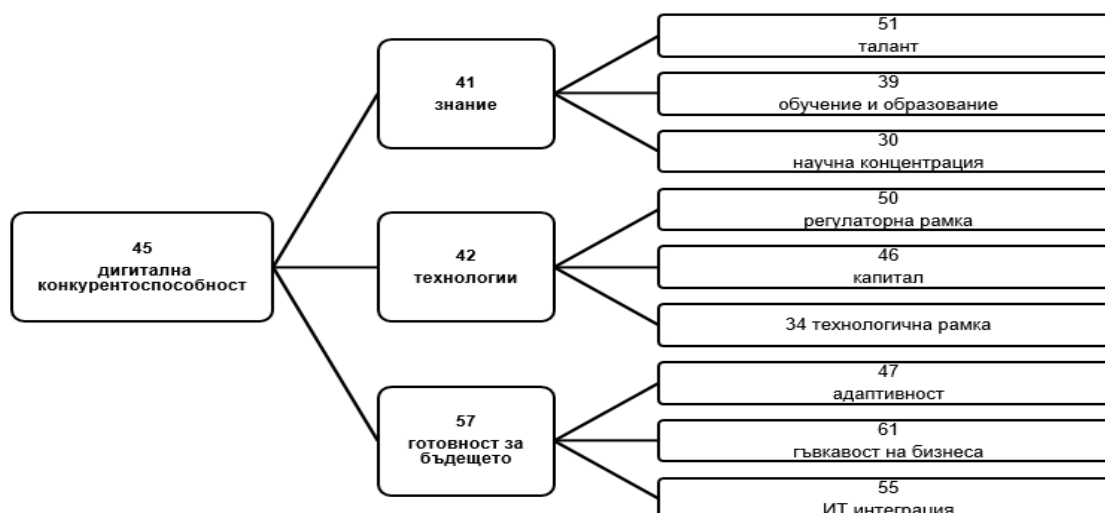 45
дигитална
конкурентоспособност
41
знание
51
талант
39
обучение и образование
30
научна концентрация
42
технологии
50
регулаторна рамка
46
капитал
34 технологична рамка
57
готовност за
бъдещето
47
адаптивност
61
гъвкавост на бизнеса
55
ИТ интеграция